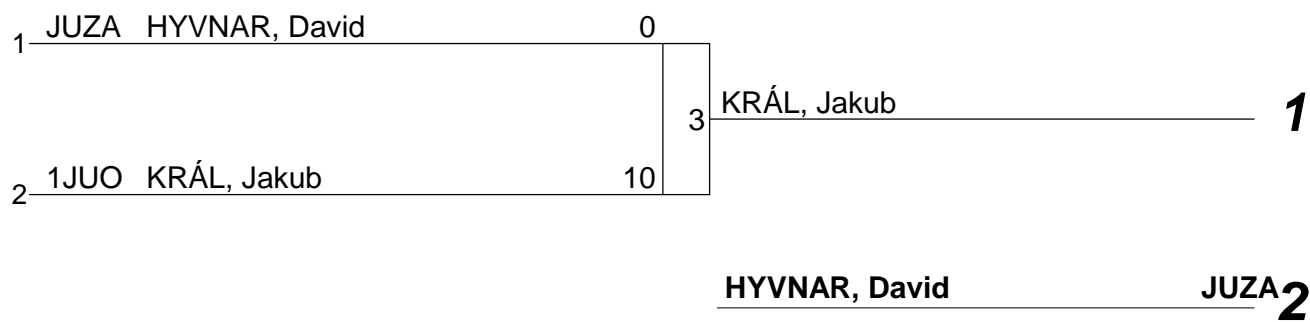 1 JUZA HYVNAR, David 0
3 KRÁL, Jakub 1
2 1JUO KRÁL, Jakub 10
HYVNAR, David JUZA 2